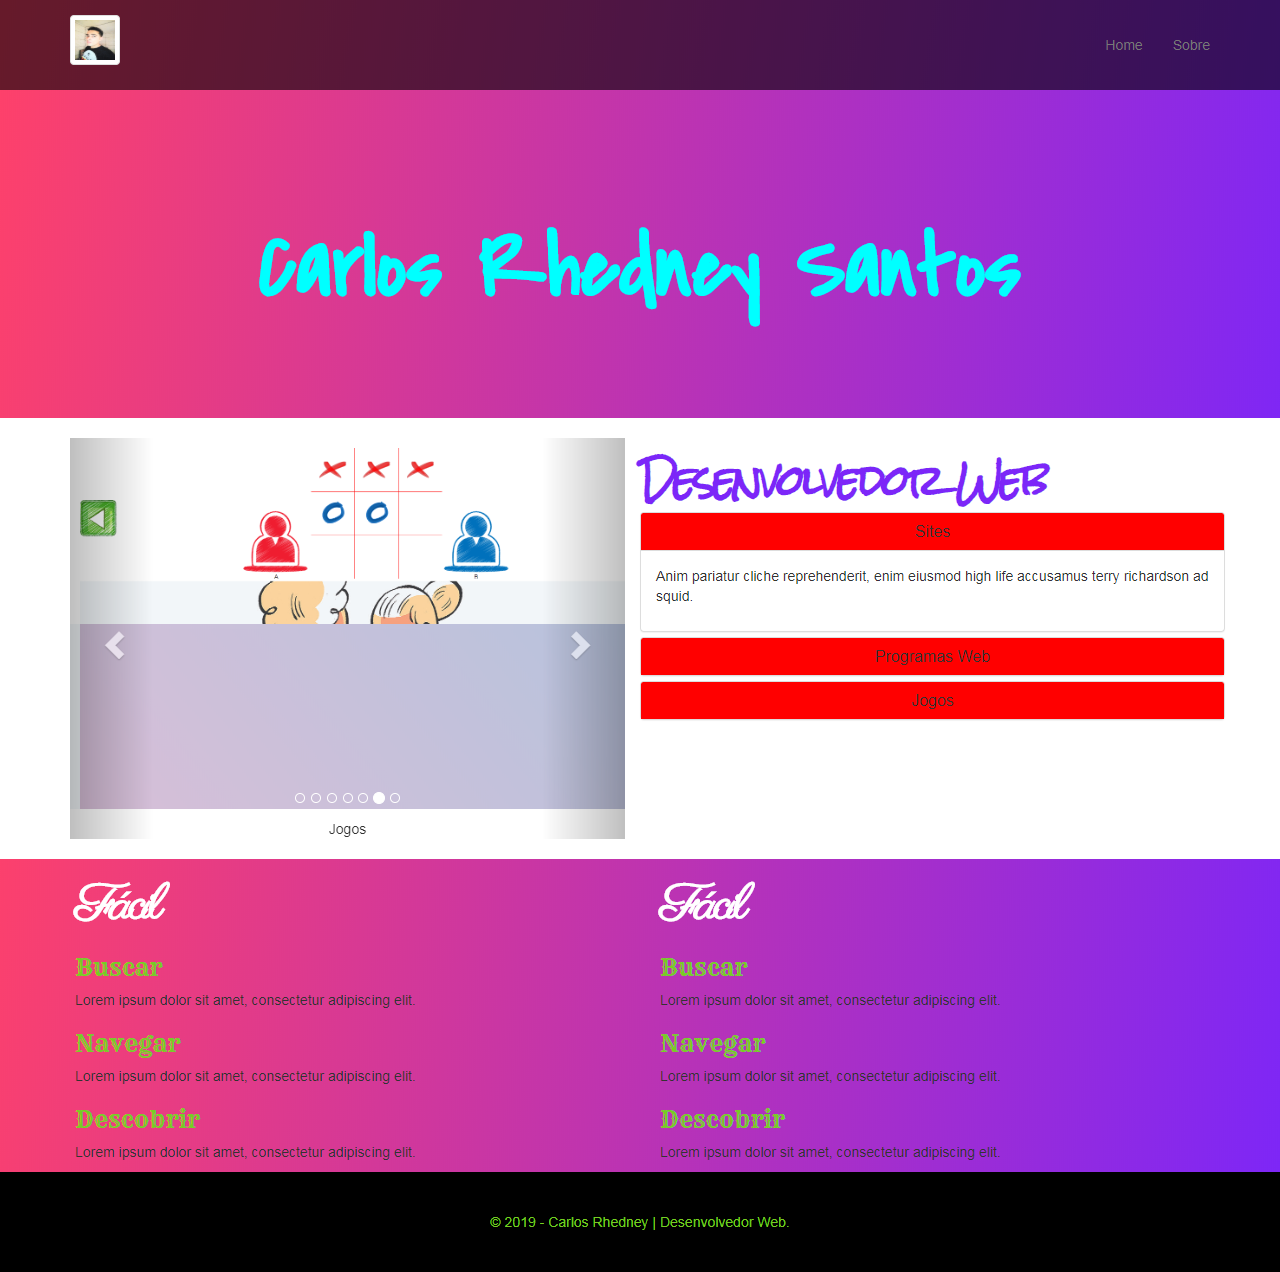 Home Sobre
Carlos Rhedney Santos
A B
Jogos
Desenvolvedor Web
Sites
Anim pariatur cliche reprehenderit, enim eiusmod high life accusamus terry richardson ad
squid.
Programas Web
Jogos
Fácil
Buscar
Lorem ipsum dolor sit amet, consectetur adipiscing elit.
Navegar
Lorem ipsum dolor sit amet, consectetur adipiscing elit.
Descobrir
Lorem ipsum dolor sit amet, consectetur adipiscing elit.
Fácil
Buscar
Lorem ipsum dolor sit amet, consectetur adipiscing elit.
Navegar
Lorem ipsum dolor sit amet, consectetur adipiscing elit.
Descobrir
Lorem ipsum dolor sit amet, consectetur adipiscing elit.
© 2019 - Carlos Rhedney | Desenvolvedor Web.